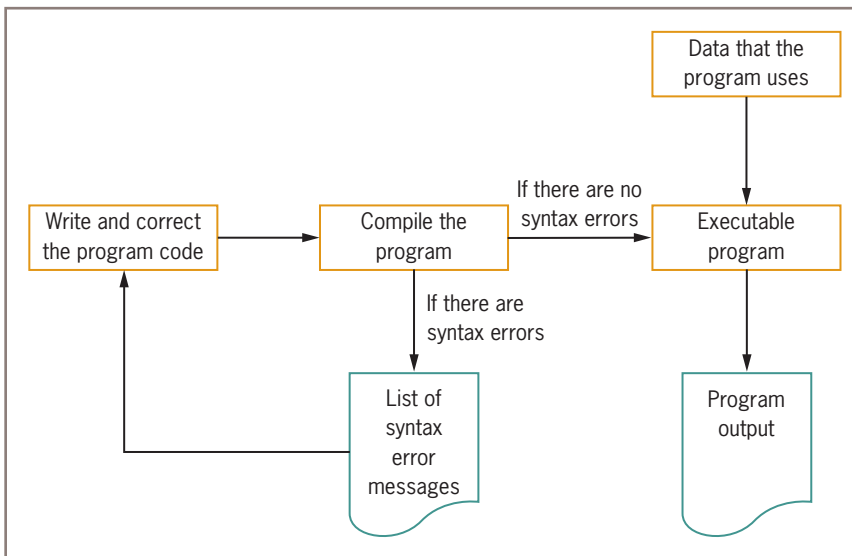 Data that the
program uses
If there are no
syntax errors
Write and correct
the program code
Compile the
program
Executable
program
If there are
syntax errors
List of
syntax
error
messages
Program
output